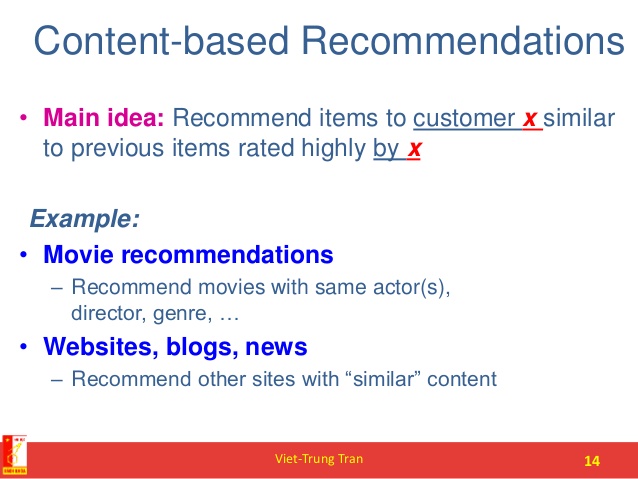 Content-based Recommendations
• Main idea: Recommend items to customer x similar
to previous items rated highly by x
Example:
• Movie recommendations
– Recommend movies with same actor(s),
director, genre, …
• Websites, blogs, news
– Recommend other sites with “similar” content
Viet-Trung Tran
14